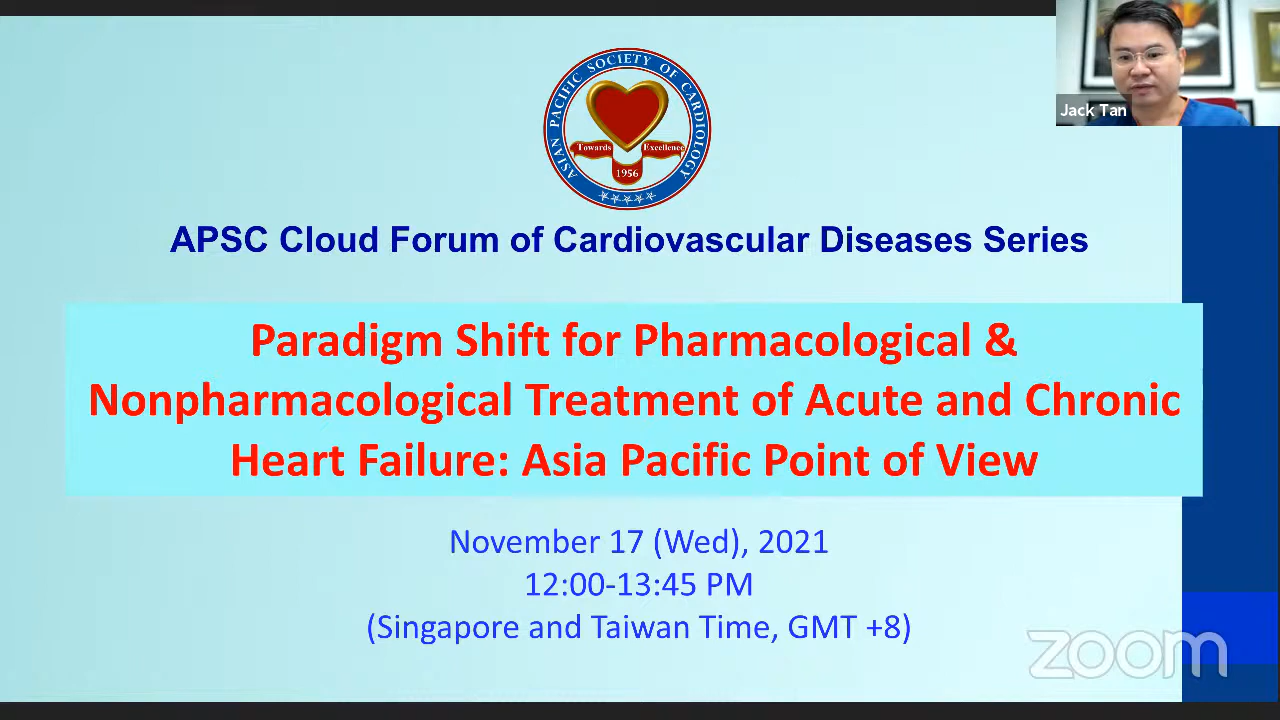 ASIAN PACIFIC SOCIETY OF CARDIOLOGY
Towards Excellence
1956
Jack Tan
APSC Cloud Forum of Cardiovascular Diseases Series
Paradigm Shift for Pharmacological &
Nonpharmacological Treatment of Acute and Chronic
Heart Failure: Asia Pacific Point of View
November 17 (Wed), 2021
12:00-13:45 PM
(Singapore and Taiwan Time, GMT +8)
zoom